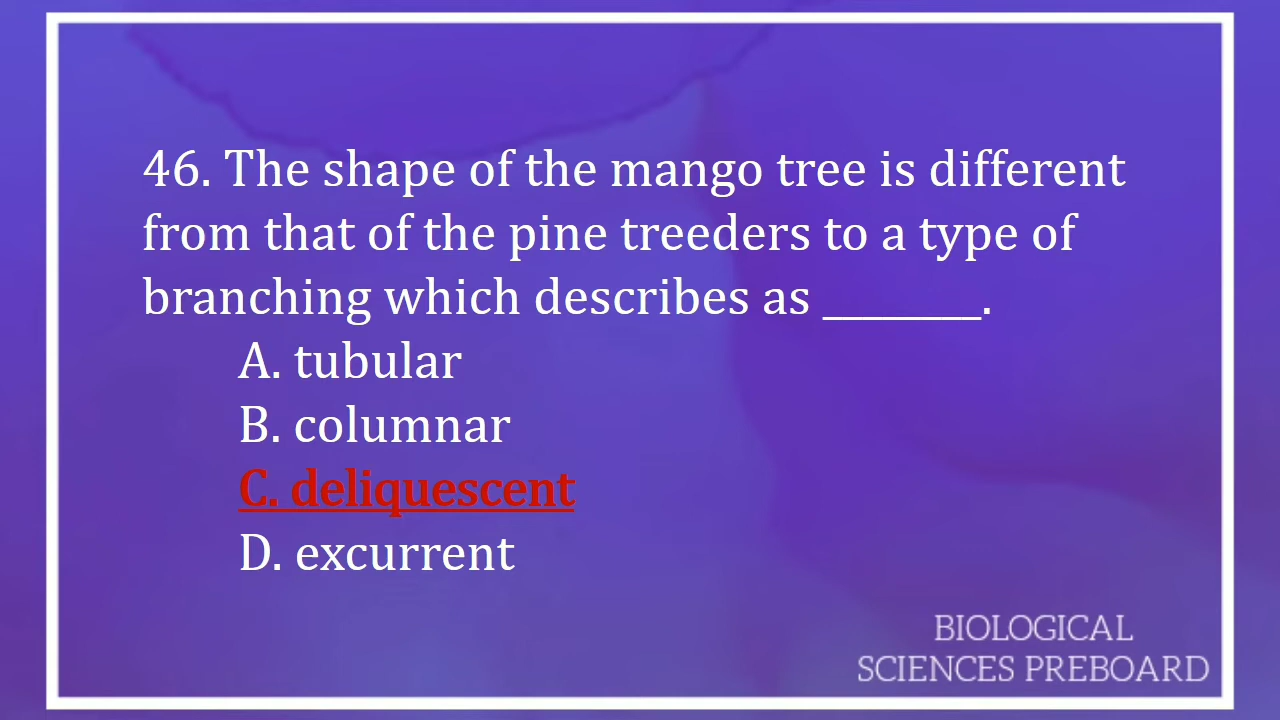 46. The shape of the mango tree is different
from that of the pine treeders to a type of
branching which describes as ________.
A. tubular
B. columnar
C. deliquescent
D. excurrent
BIOLOGICAL
SCIENCES PREBOARD